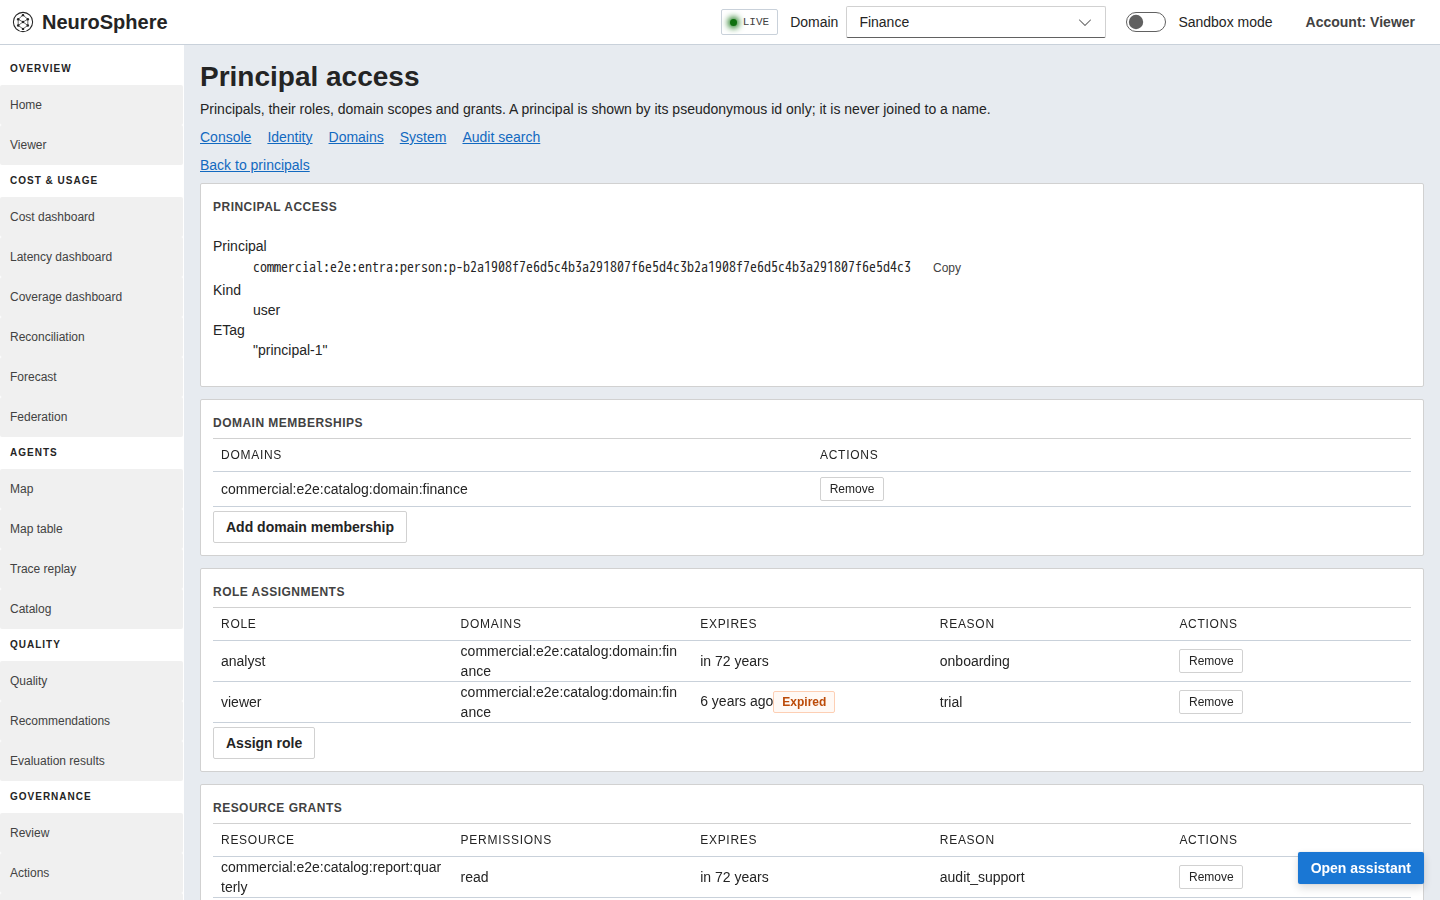 NeuroSphere
LIVE
Domain
Finance
Sandbox mode
Account: Viewer
OVERVIEW
Home
Viewer
COST & USAGE
Cost dashboard
Latency dashboard
Coverage dashboard
Reconciliation
Forecast
Federation
AGENTS
Map
Map table
Trace replay
Catalog
QUALITY
Quality
Recommendations
Evaluation results
GOVERNANCE
Review
Actions
Principal access
Principals, their roles, domain scopes and grants. A principal is shown by its pseudonymous id only; it is never joined to a name.
Console Identity Domains System Audit search
Back to principals
PRINCIPAL ACCESS
Principal
commercial:e2e:entra:person:p-b2a1908f7e6d5c4b3a291807f6e5d4c3b2a1908f7e6d5c4b3a291807f6e5d4c3 Copy
Kind
user
ETag
"principal-1"
DOMAIN MEMBERSHIPS
DOMAINS ACTIONS
commercial:e2e:catalog:domain:finance Remove
Add domain membership
ROLE ASSIGNMENTS
ROLE DOMAINS EXPIRES REASON ACTIONS
analyst commercial:e2e:catalog:domain:fin
ance in 72 years onboarding Remove
viewer commercial:e2e:catalog:domain:fin
ance 6 years ago Expired trial Remove
Assign role
RESOURCE GRANTS
RESOURCE PERMISSIONS EXPIRES REASON ACTIONS
commercial:e2e:catalog:report:quar
terly read in 72 years audit_support Remove
Open assistant